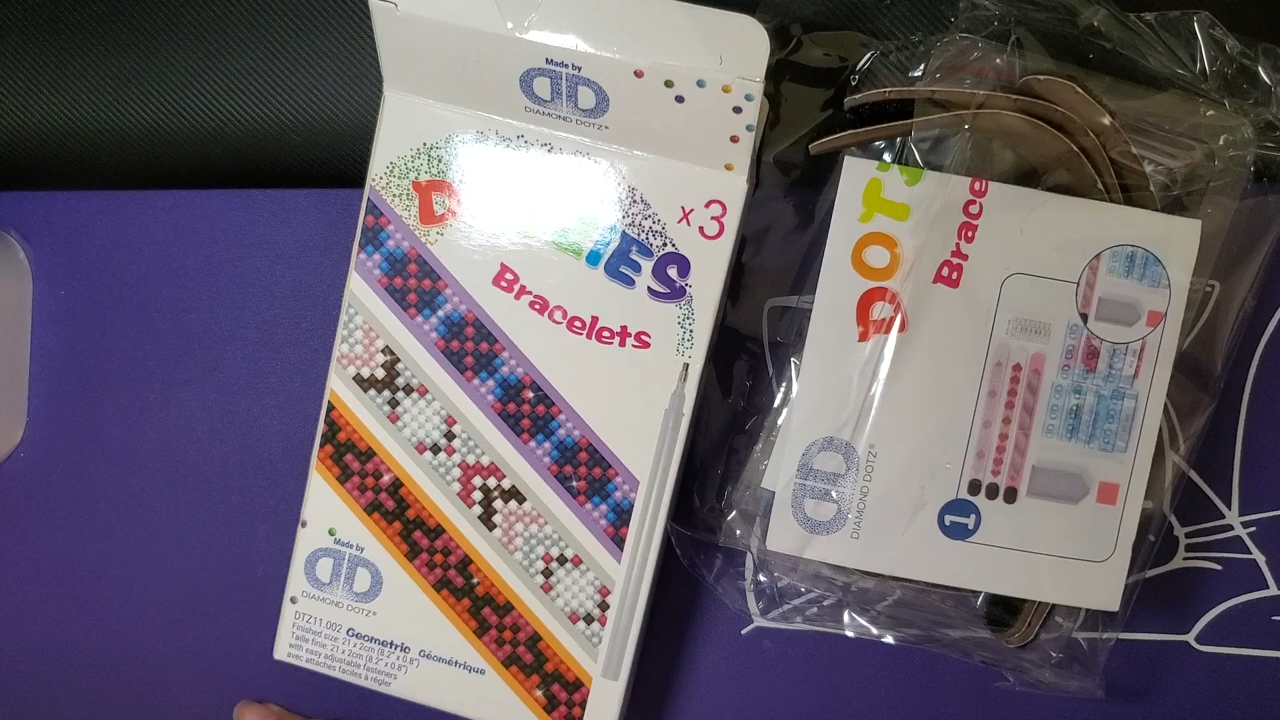 Made by
DIAMOND DOTZ®
x3
IES
Bracelets
Made by
DIAMOND DOTZ®
DTZ11.002 Geometric Géométrique
Finished size: 21 x 2cm (8.2" x 0.8")
Taille finie: 21 x 2cm (8.2" x 0.8")
with easy adjustable fasteners
avec attaches faciles à régler
DOTZ
Brace
DIAMOND DOTZ®
1